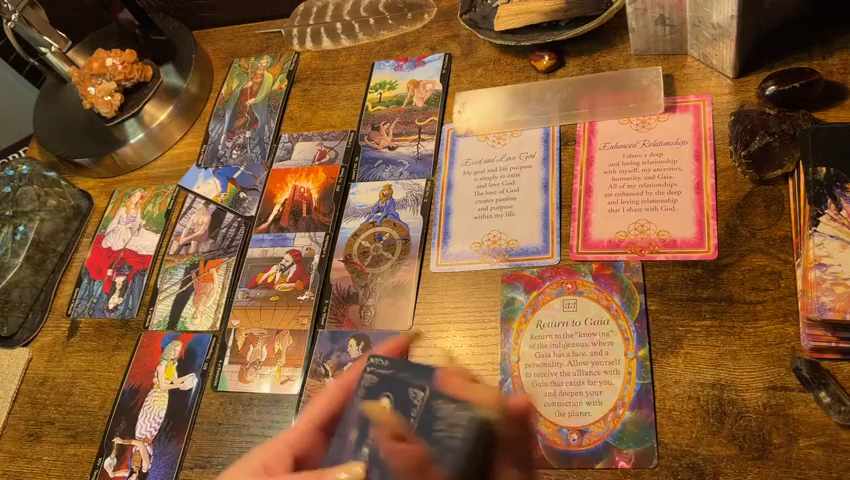 Exist and Love God
My goal and life purpose
is simply to exist
and love God.
The love of God
creates passion
and purpose
within my life.
Enhanced Relationships
I share a deep
and loving relationship
with myself, my ancestors,
humanity, and Gaia.
All of my relationships
are enhanced by the deep
and loving relationship
that I share with God.
33
Return to Gaia
Return to the "knowing"
of the indigenous, where
Gaia has a face, and a
personality. Allow yourself
to receive the alliance with
Gaia that exists for you,
and deepen your
connection with
the planet.